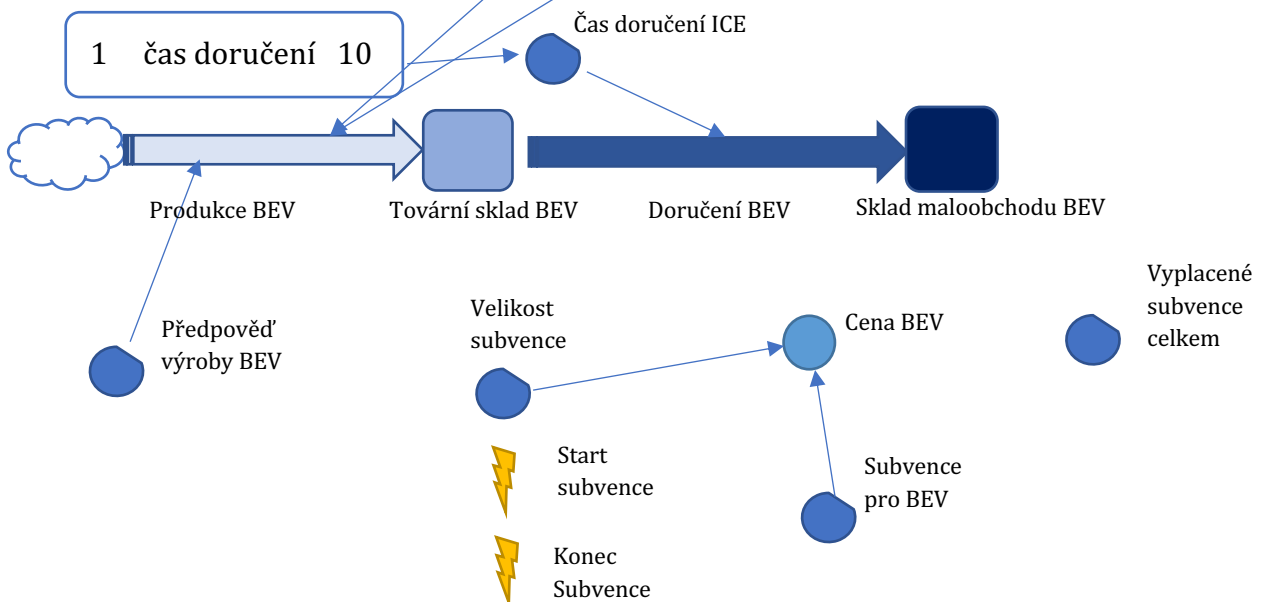 Čas doručení ICE
1 čas doručení 10
Produkce BEV
Tovární sklad BEV
Doručení BEV
Sklad maloobchodu BEV
Předpověď
výroby BEV
Velikost
subvence
Cena BEV
Vyplacené
subvence
celkem
Start
subvence
Subvence
pro BEV
Konec
Subvence